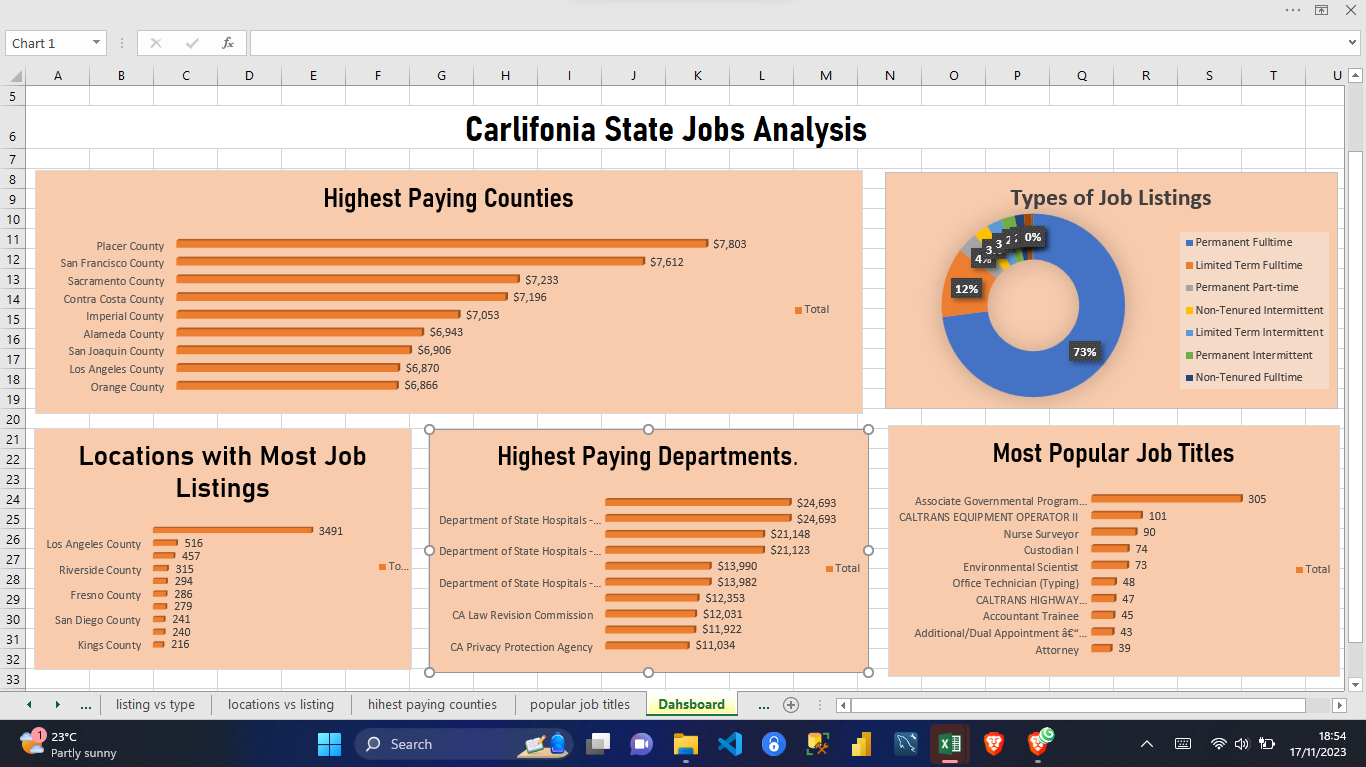 Chart 1
fx
A B C D E F G H I J K L M N O P Q R S T U
5
6
7
8
9
10
11
12
13
14
15
16
17
18
19
20
21
22
23
24
25
26
27
28
29
30
31
32
33
Carlifonia State Jobs Analysis
Highest Paying Counties
Placer County $7,803
San Francisco County $7,612
Sacramento County $7,233
Contra Costa County $7,196
Imperial County $7,053
Alameda County $6,943
San Joaquin County $6,906
Los Angeles County $6,870
Orange County $6,866
Total
Types of Job Listings
0%
4%
12%
73%
Permanent Fulltime
Limited Term Fulltime
Permanent Part-time
Non-Tenured Intermittent
Limited Term Intermittent
Permanent Intermittent
Non-Tenured Fulltime
Locations with Most Job
Listings
3491
Los Angeles County 516
457
Riverside County 315
294
Fresno County 286
279
San Diego County 241
240
Kings County 216
To...
Highest Paying Departments.
$24,693
Department of State Hospitals -... $24,693
$21,148
Department of State Hospitals -... $21,123
$13,990
Department of State Hospitals -... $13,982
$12,353
CA Law Revision Commission $12,031
$11,922
CA Privacy Protection Agency $11,034
Total
Most Popular Job Titles
Associate Governmental Program... 305
CALTRANS EQUIPMENT OPERATOR II 101
Nurse Surveyor 90
Custodian I 74
Environmental Scientist 73
Office Technician (Typing) 48
CALTRANS HIGHWAY... 47
Accountant Trainee 45
Additional/Dual Appointment â€“... 43
Attorney 39
Total
... listing vs type locations vs listing hihest paying counties popular job titles Dahsboard ...
1
23°C
Partly sunny
Search
18:54
17/11/2023